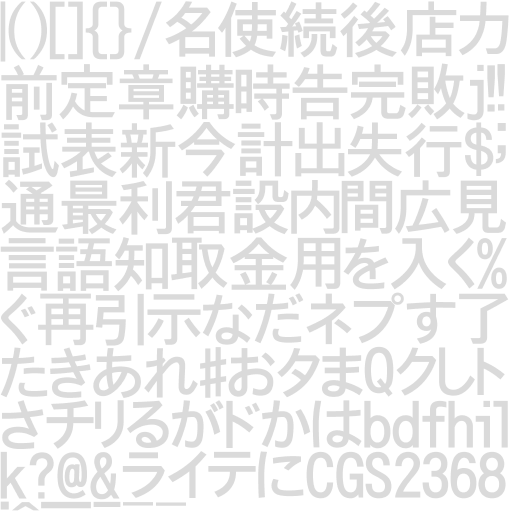 |()[]{}/名使続後店力
前定章購時告完敗j!!
試表新今計出失行$;
通最利君設内間広見
言語知取金用を入く%
ぐ再引示なだネプす了
たきあれ#おタまQクしト
さチリるがドかはbdfhil
k?@&ライテにCGS2368